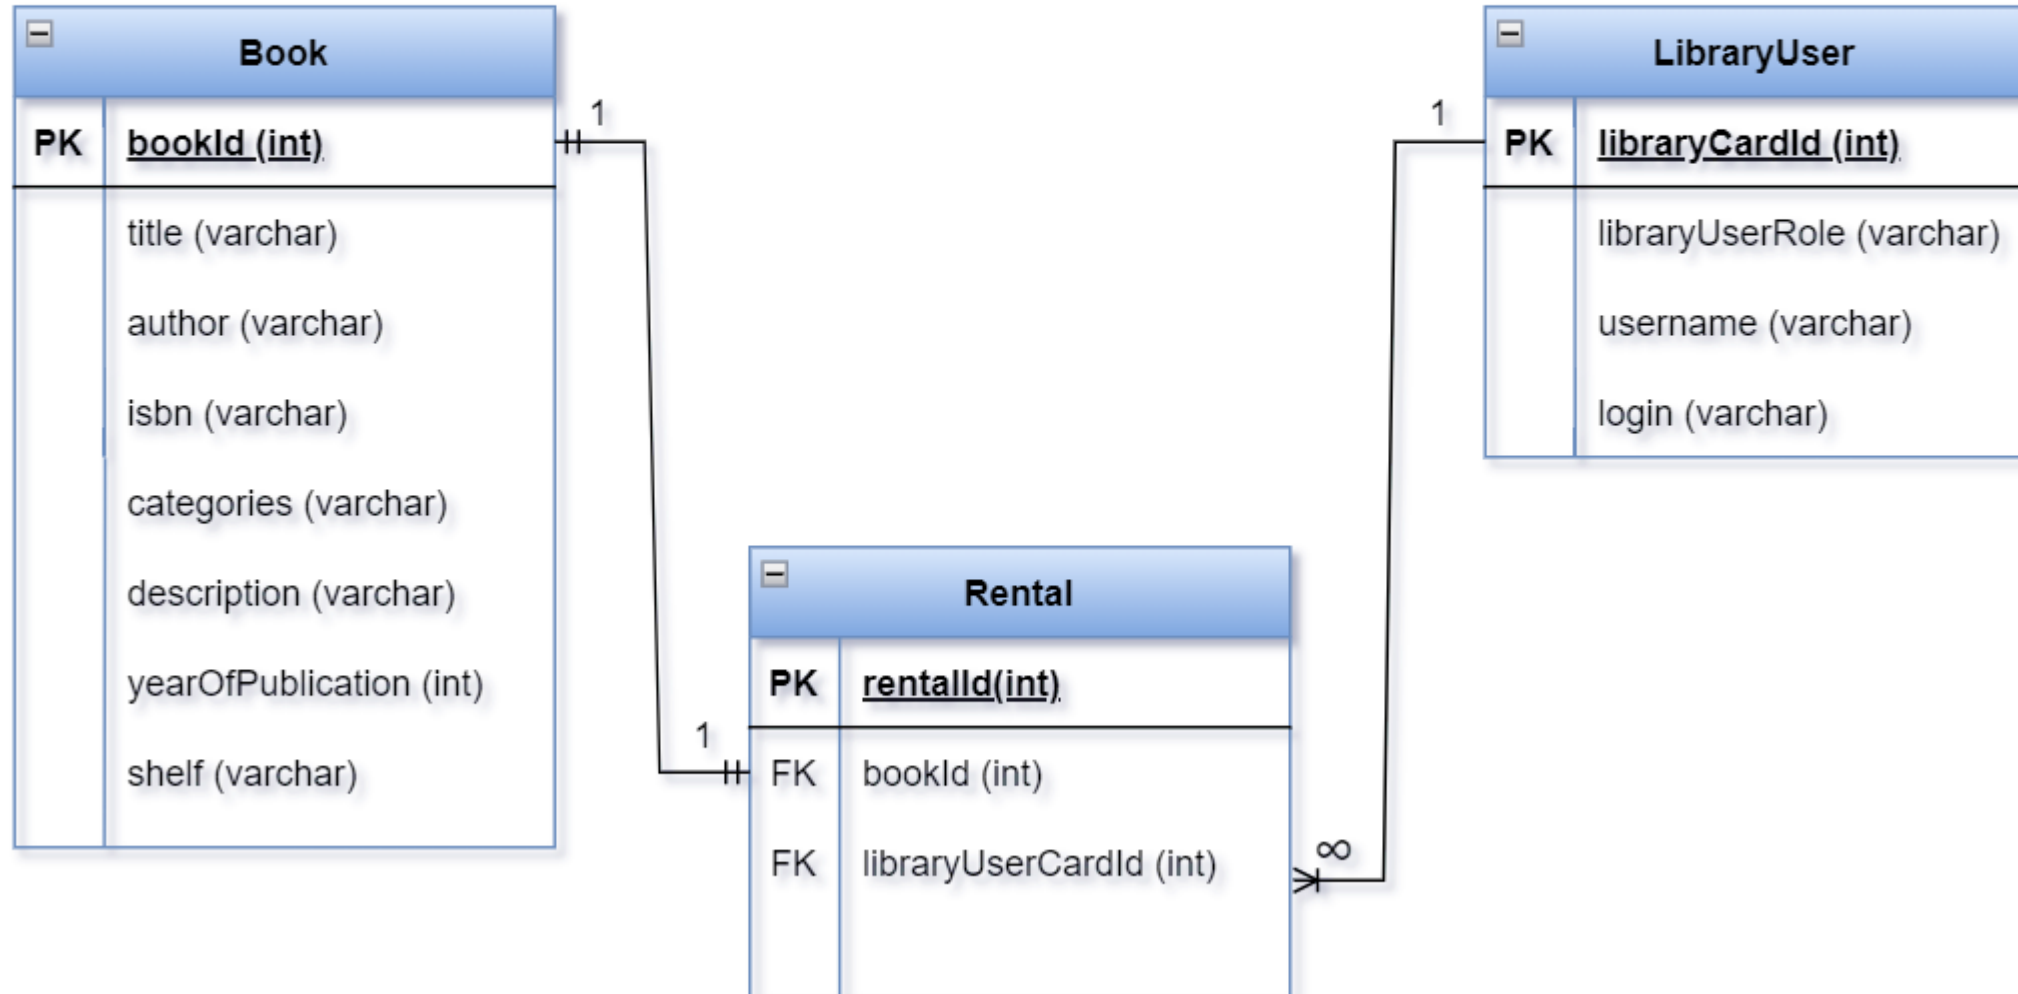 Book
PK bookId (int)
title (varchar)
author (varchar)
isbn (varchar)
categories (varchar)
description (varchar)
yearOfPublication (int)
shelf (varchar)
1
1
LibraryUser
PK libraryCardId (int)
libraryUserRole (varchar)
username (varchar)
login (varchar)
1
∞
Rental
PK rentalId(int)
FK bookId (int)
FK libraryUserCardId (int)